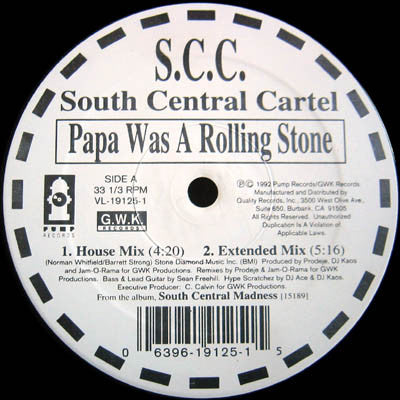 S.C.C.
South Central Cartel
Papa Was A Rolling Stone
SIDE A
33 1/3 RPM
VL-19125-1
PUMP
RECORDS
G.W.K.
RECORDS
℗© 1992 Pump Records/GWK Records.
Manufactured and Distributed by
Quality Records, Inc., 3500 West Olive Ave.,
Suite 650, Burbank, CA 91505
All Rights Reserved. Unauthorized
Duplication Is A Violation of
Applicable Laws.
1. House Mix (4:20) 2. Extended Mix (5:16)
(Norman Whitfield/Barrett Strong) Stone Diamond Music Inc. (BMI) Produced by Prodeje, DJ Kaos
and Jam-O-Rama for GWK Productions. Remixes by Prodeje & Jam-O-Rama for GWK
Productions. Bass & Lead Guitar by Sean Freehill. Hype Scratchez by DJ Ace & DJ Kaos.
Executive Producer: C. Calvin for GWK Productions.
From the album, South Central Madness [15189]
0 6396-19125-1 5